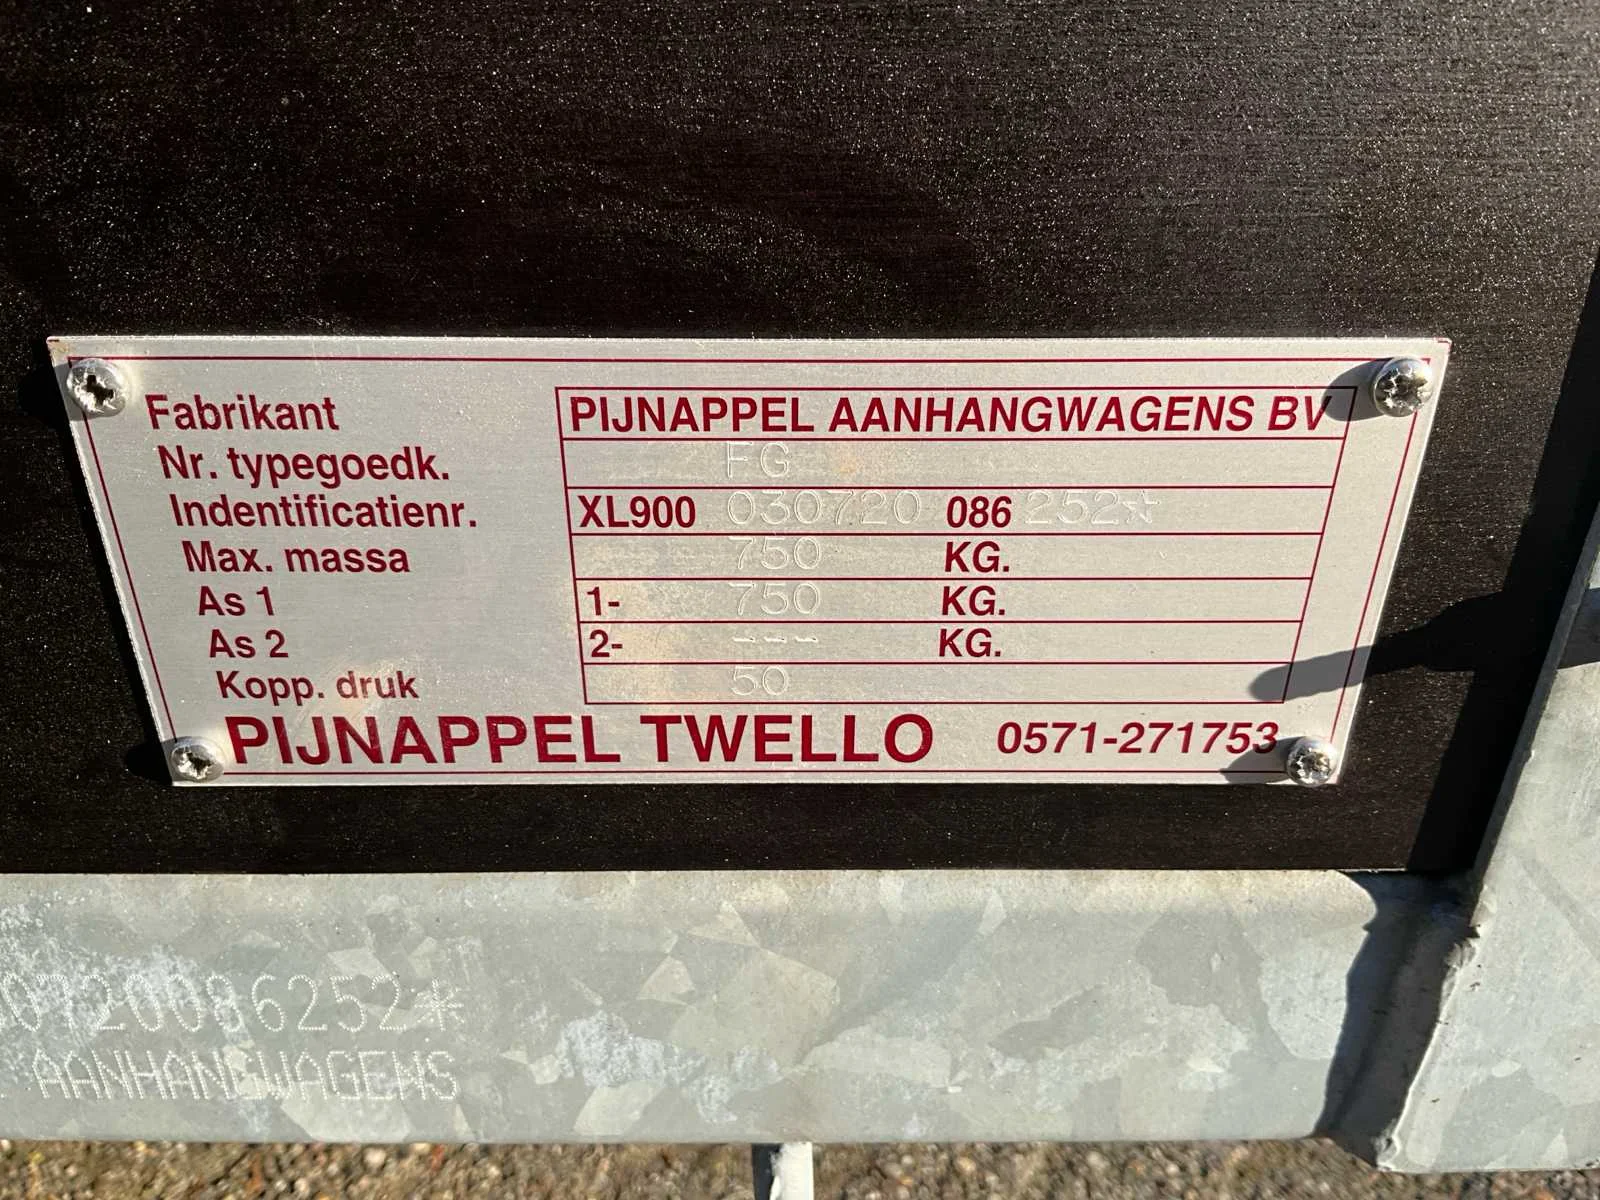 Fabrikant PIJNAPPEL AANHANGWAGENS BV
Nr. typegoedk. FG
Indentificatienr. XL900 030720 086 252☆
Max. massa 750 KG.
As 1 1- 750 KG.
As 2 2- --- KG.
Kopp. druk 50
PIJNAPPEL TWELLO 0571-271753
0720086252*
AANHANGWAGENS